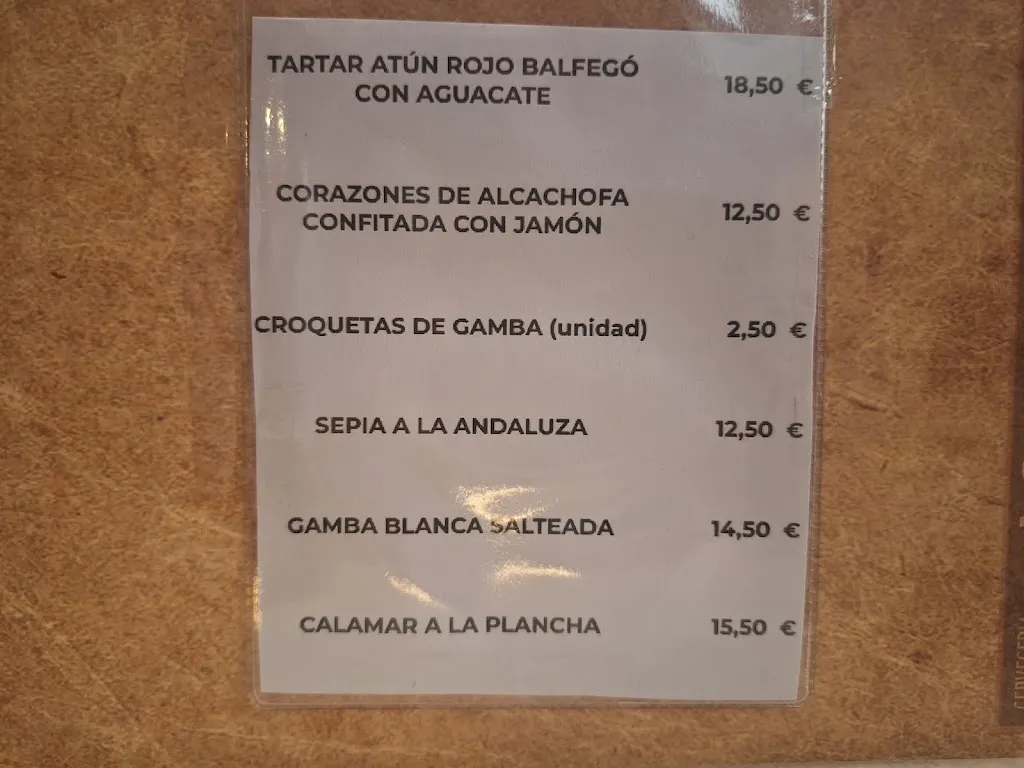 TARTAR ATÚN ROJO BALFEGÓ
CON AGUACATE
18,50 €
CORAZONES DE ALCACHOFA
CONFITADA CON JAMÓN
12,50 €
CROQUETAS DE GAMBA (unidad) 2,50 €
SEPIA A LA ANDALUZA 12,50 €
GAMBA BLANCA SALTEADA 14,50 €
CALAMAR A LA PLANCHA 15,50 €